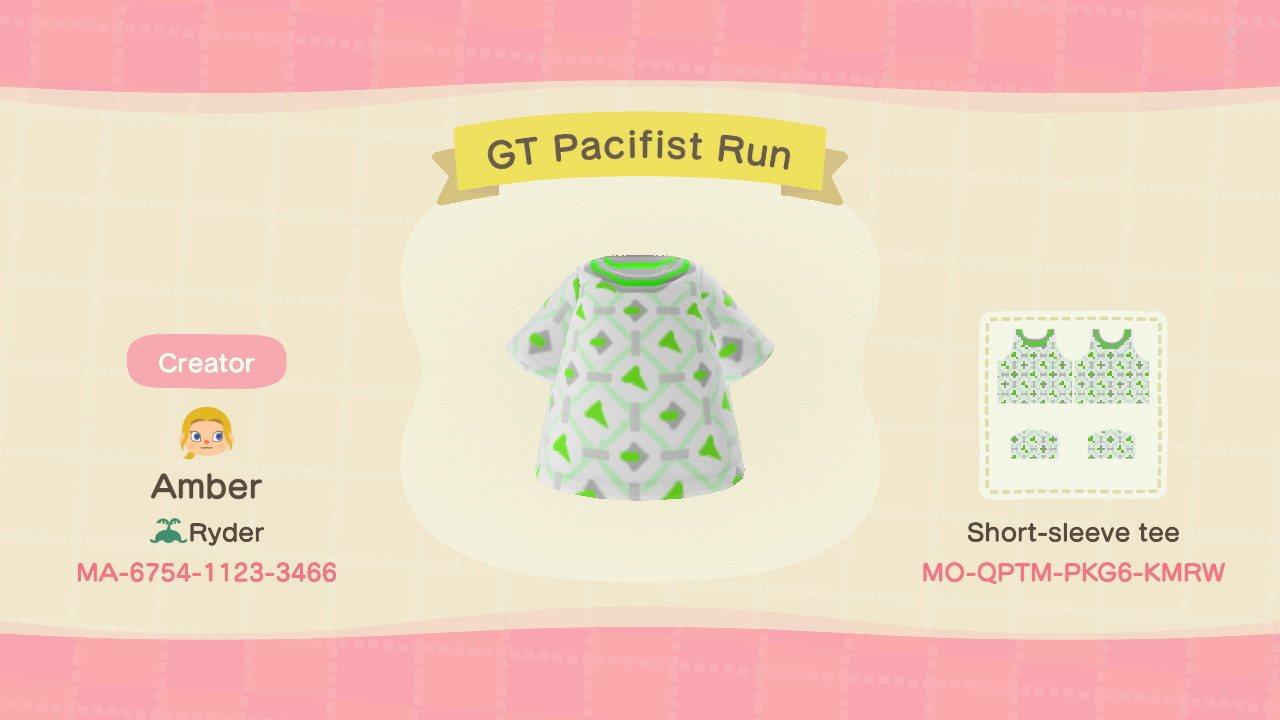 GT Pacifist Run
Creator
Amber
Ryder
MA-6754-1123-3466
Short-sleeve tee
MO-QPTM-PKG6-KMRW